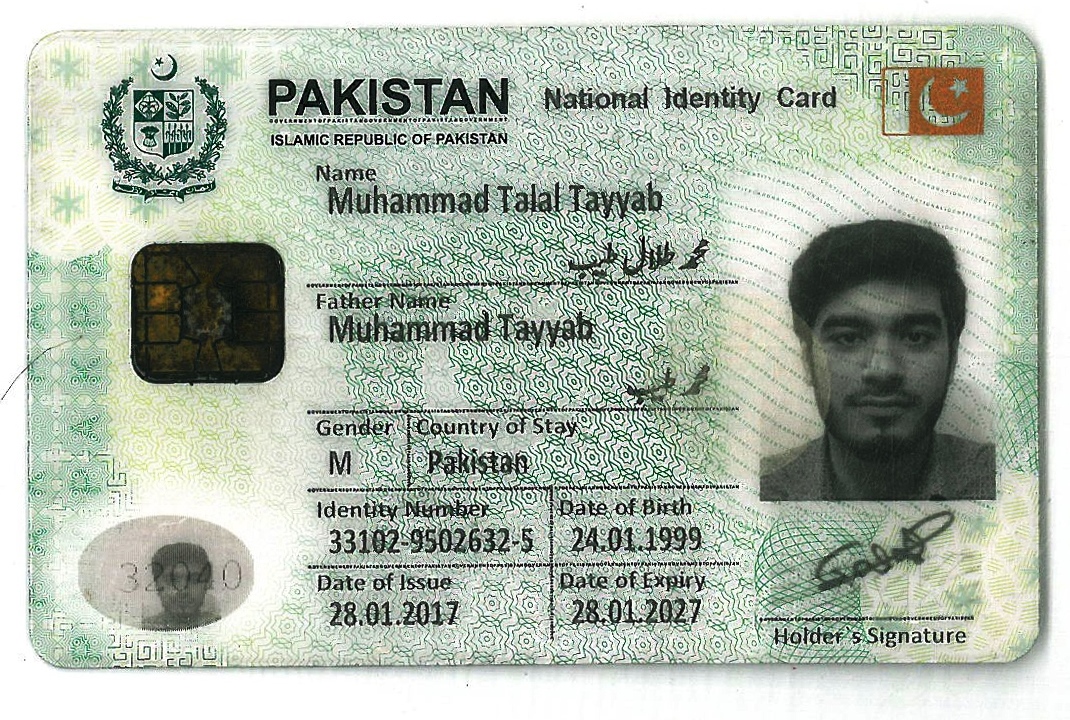 PAKISTAN National Identity Card
ISLAMIC REPUBLIC OF PAKISTAN
Name
Muhammad Talal Tayyab
محمد طلال طیب
Father Name
Muhammad Tayyab
محمد طیب
Gender Country of Stay
M Pakistan
Identity Number Date of Birth
33102-9502632-5 24.01.1999
Date of Issue Date of Expiry
28.01.2017 28.01.2027
Holder's Signature